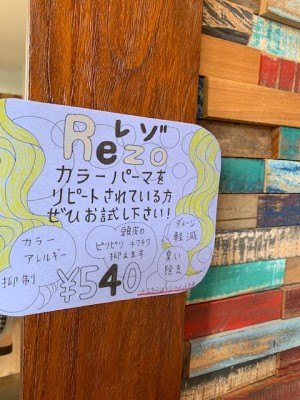 レゾ
Rezo
カラーパーマを
リピートされている方
ぜひお試し下さい!
カラー
アレルギー
抑制
頭皮の
ピリピリ チクチク
抑えます
ダメージ
軽減
臭い
除去
¥540